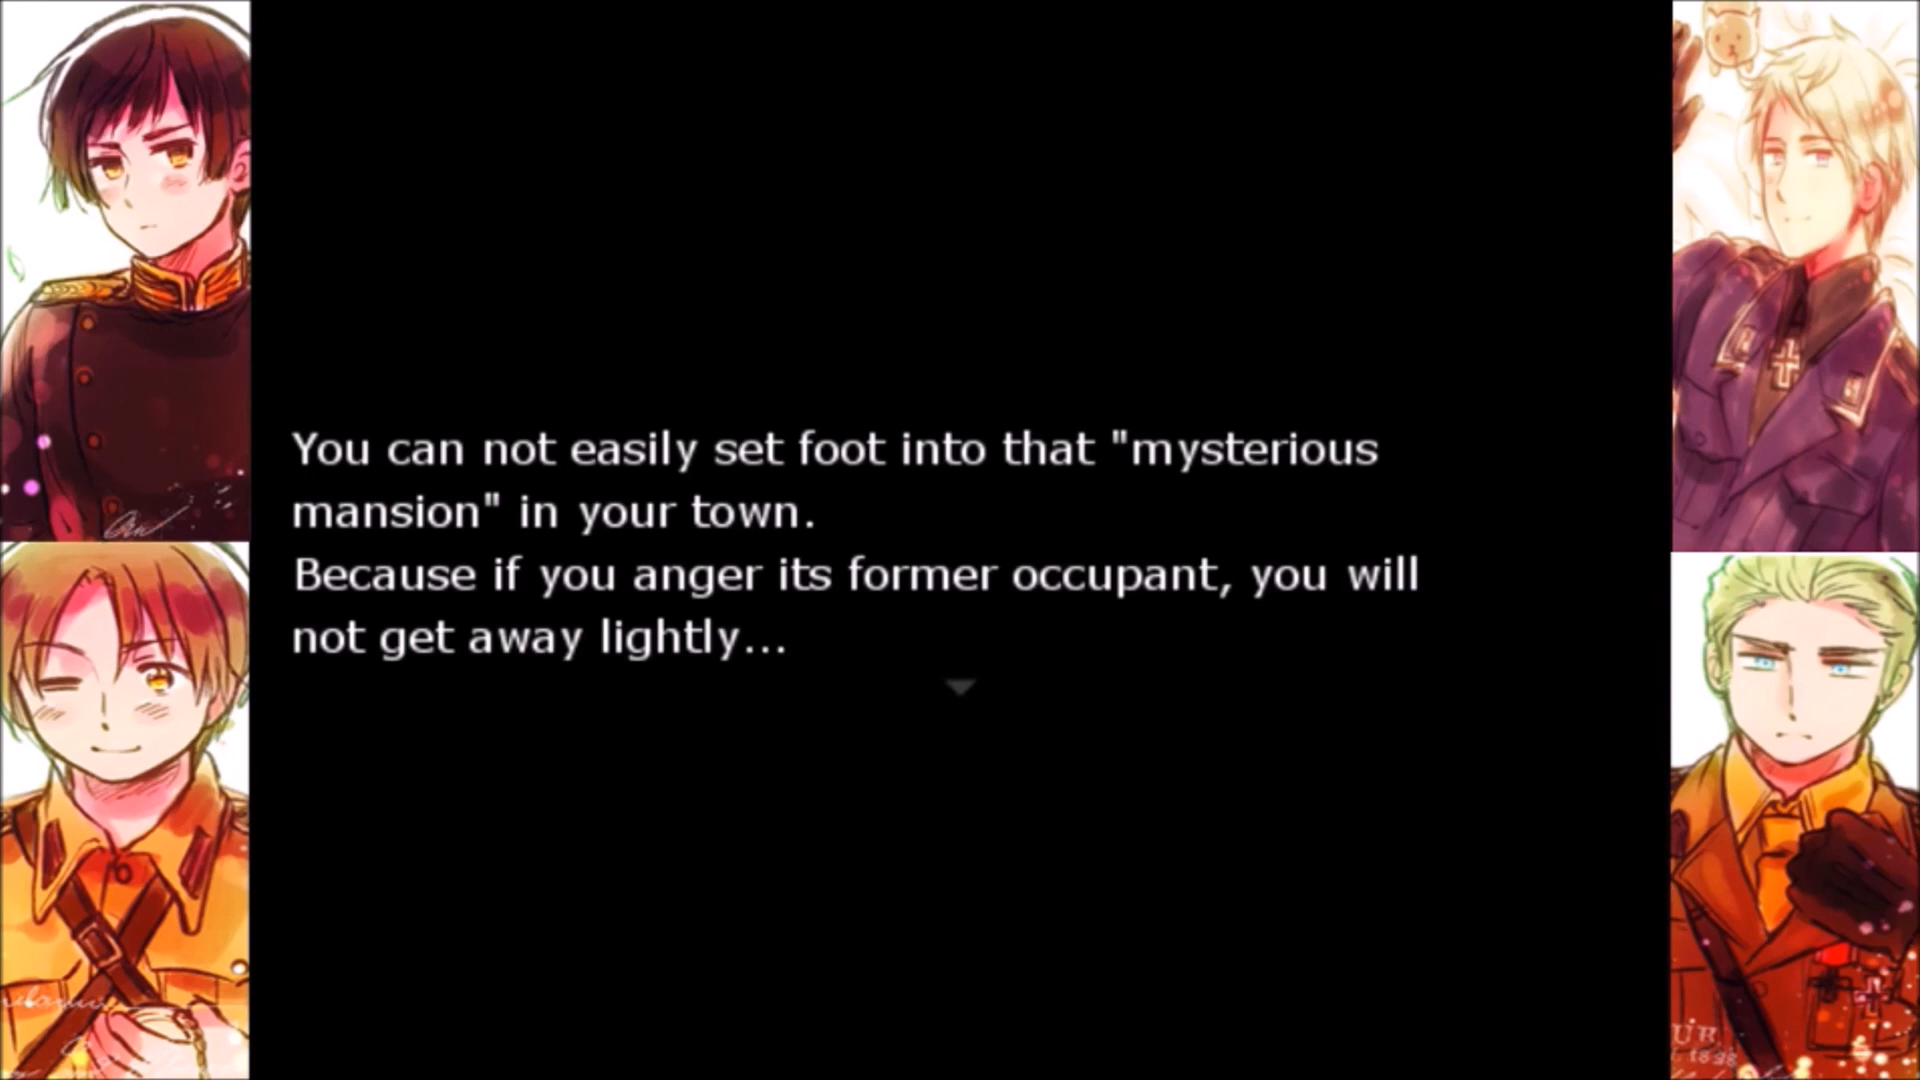 You can not easily set foot into that "mysterious
mansion" in your town.
Because if you anger its former occupant, you will
not get away lightly...